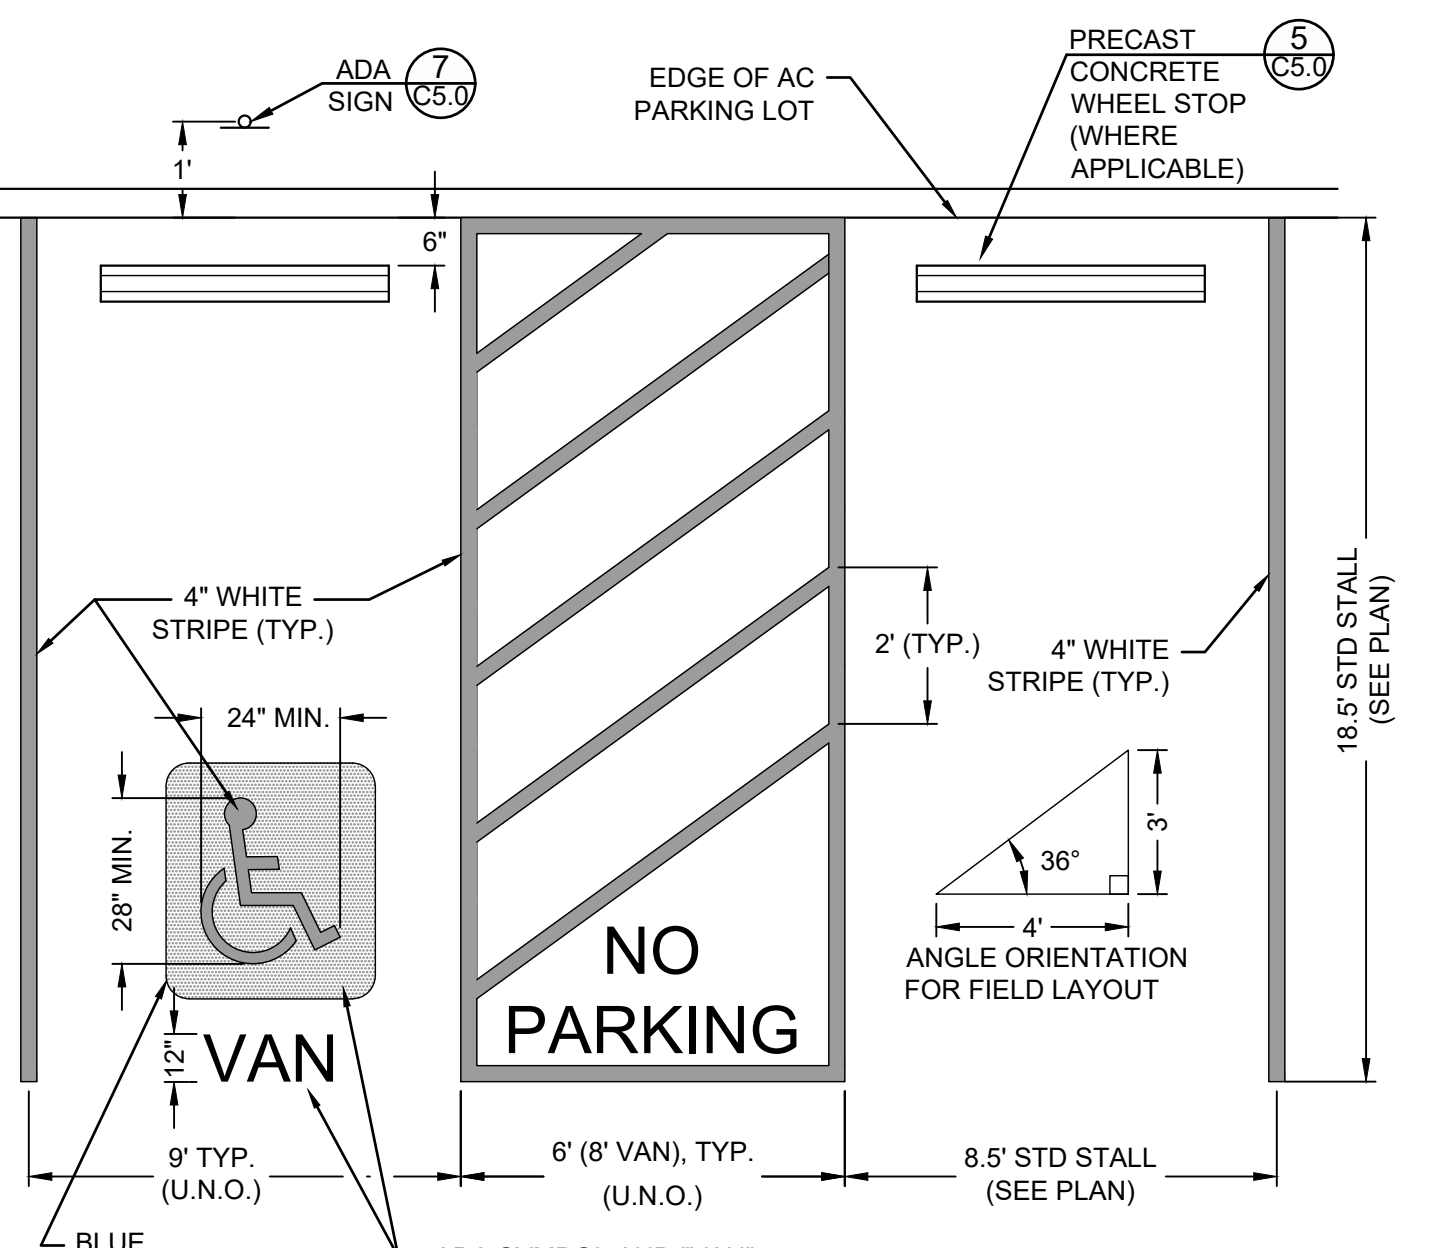 ADA
SIGN
7
C5.0
EDGE OF AC
PARKING LOT
PRECAST
CONCRETE
WHEEL STOP
(WHERE
APPLICABLE)
5
C5.0
1'
6"
4" WHITE
STRIPE (TYP.)
2' (TYP.)
4" WHITE
STRIPE (TYP.)
18.5' STD STALL
(SEE PLAN)
24" MIN.
28" MIN.
36°
3'
4'
ANGLE ORIENTATION
FOR FIELD LAYOUT
NO
PARKING
12"
VAN
9' TYP.
(U.N.O.)
6' (8' VAN), TYP.
(U.N.O.)
8.5' STD STALL
(SEE PLAN)
BLUE